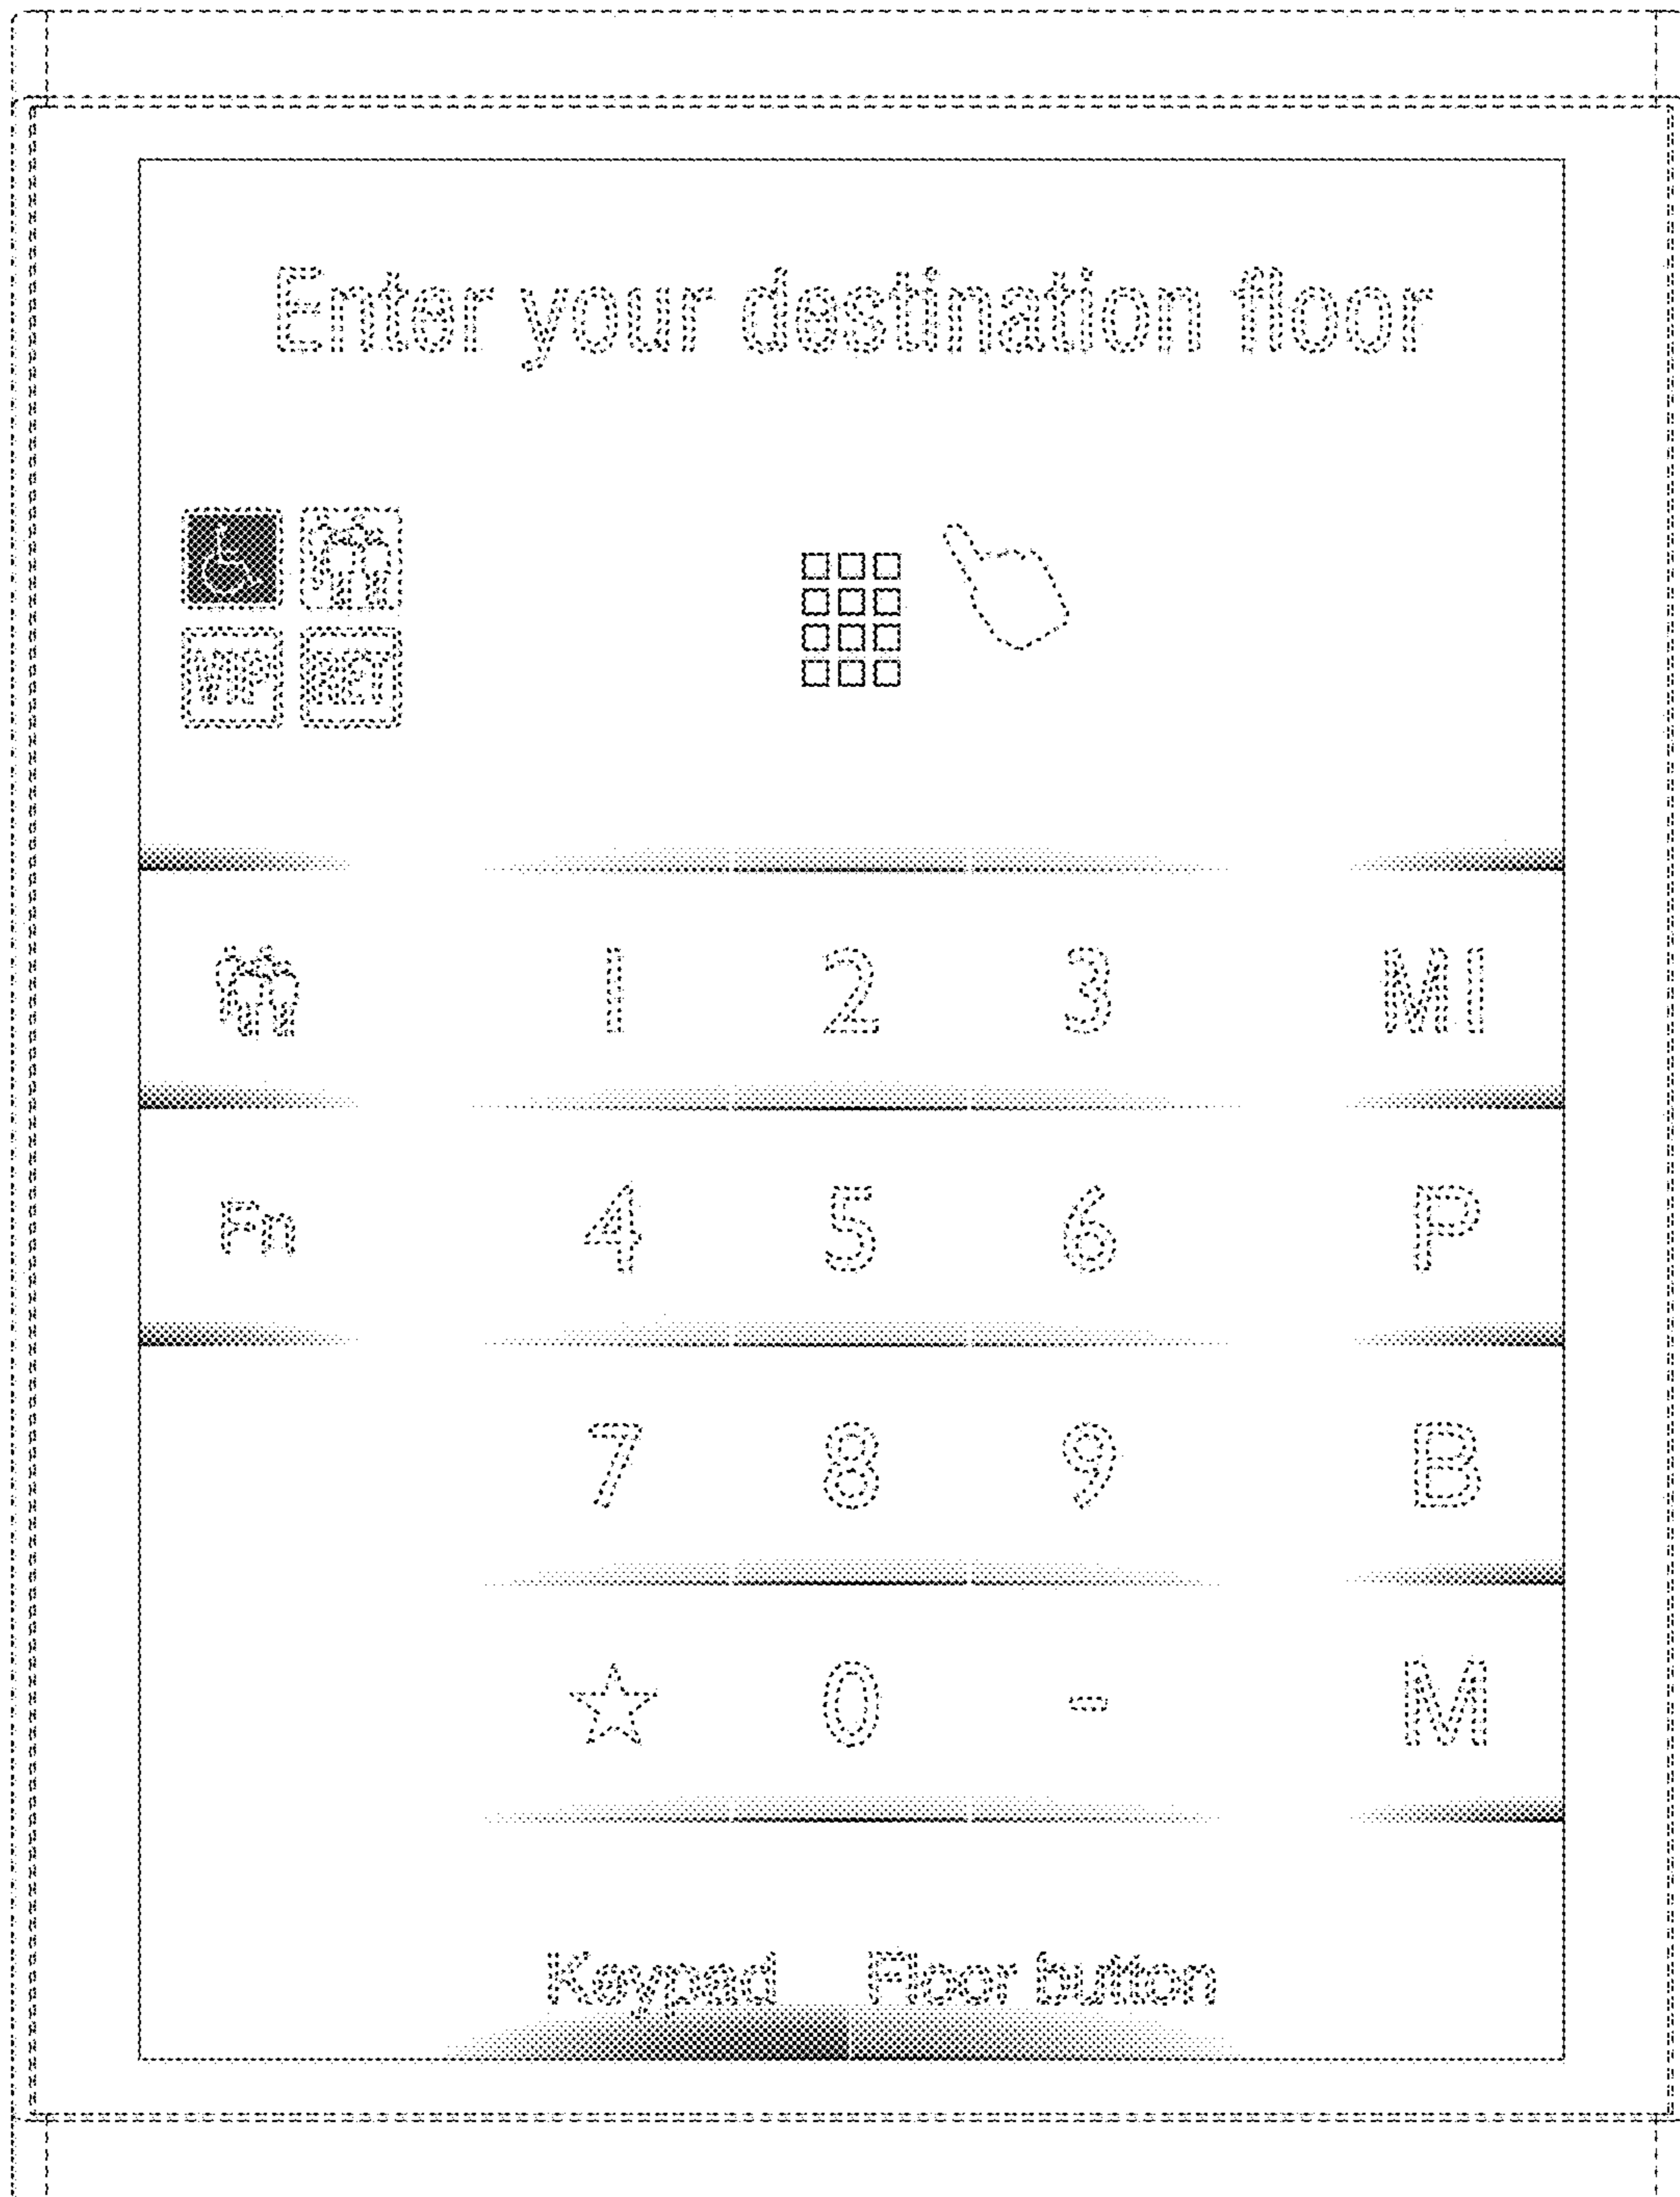 Enter your destination floor
VIP RET
1 2 3 M1
Fn 4 5 6 P
7 8 9 B
☆ 0 - M
Keypad Floor button